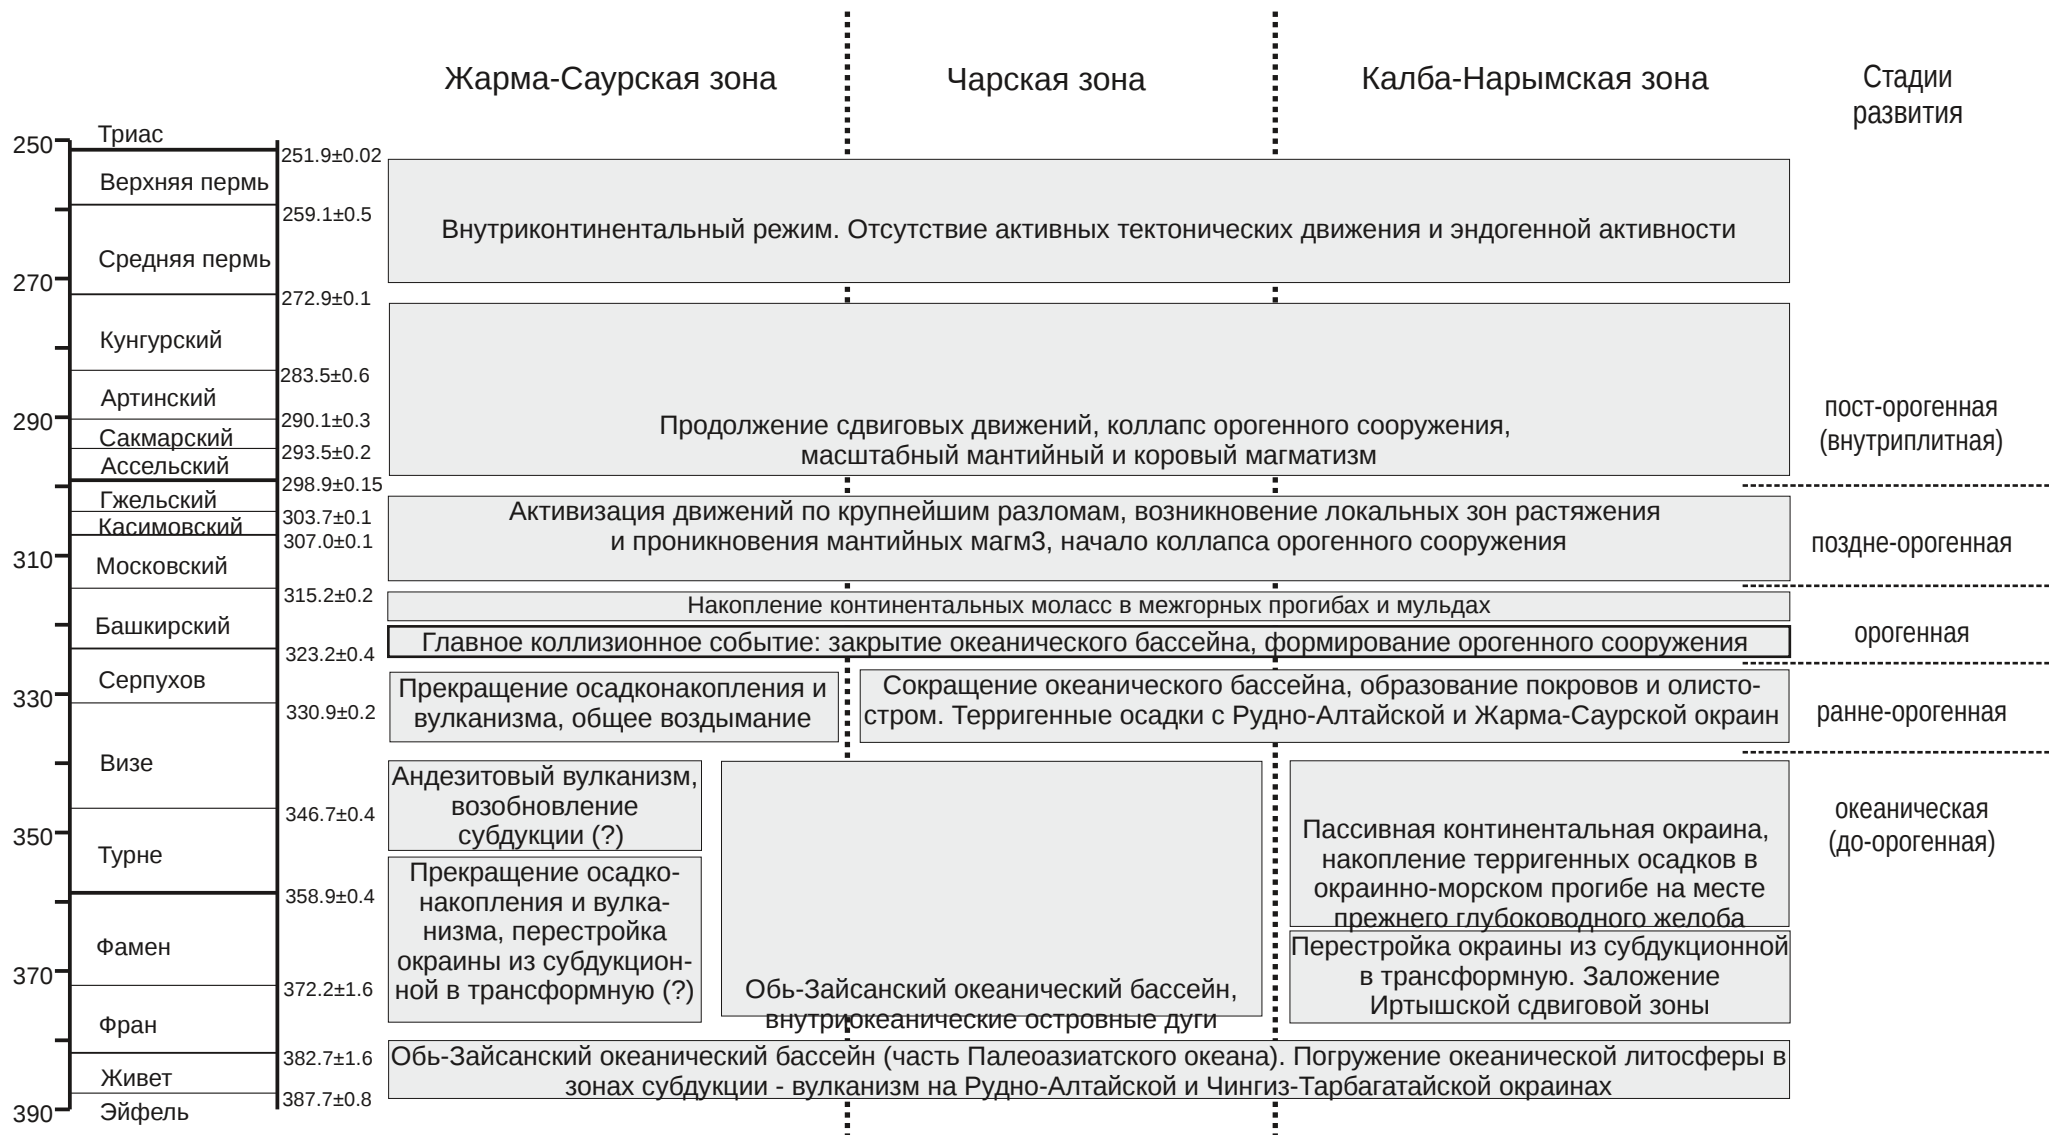 Жарма-Саурская зона
Чарская зона
Калба-Нарымская зона
Стадии
развития
250
270
290
310
330
350
370
390
Триас
Верхняя пермь
Средняя пермь
Кунгурский
Артинский
Сакмарский
Ассельский
Гжельский
Касимовский
Московский
Башкирский
Серпухов
Визе
Турне
Фамен
Фран
Живет
Эйфель
251.9±0.02
259.1±0.5
272.9±0.1
283.5±0.6
290.1±0.3
293.5±0.2
298.9±0.15
303.7±0.1
307.0±0.1
315.2±0.2
323.2±0.4
330.9±0.2
346.7±0.4
358.9±0.4
372.2±1.6
382.7±1.6
387.7±0.8
Внутриконтинентальный режим. Отсутствие активных тектонических движения и эндогенной активности
Продолжение сдвиговых движений, коллапс орогенного сооружения,
масштабный мантийный и коровый магматизм
Активизация движений по крупнейшим разломам, возникновение локальных зон растяжения
и проникновения мантийных магм3, начало коллапса орогенного сооружения
Накопление континентальных моласс в межгорных прогибах и мульдах
Главное коллизионное событие: закрытие океанического бассейна, формирование орогенного сооружения
Прекращение осадконакопления и
вулканизма, общее воздымание
Сокращение океанического бассейна, образование покровов и олисто-
стром. Терригенные осадки с Рудно-Алтайской и Жарма-Саурской окраин
Андезитовый вулканизм,
возобновление
субдукции (?)
Прекращение осадко-
накопления и вулка-
низма, перестройка
окраины из субдукцион-
ной в трансформную (?)
Обь-Зайсанский океанический бассейн,
внутриокеанические островные дуги
Пассивная континентальная окраина,
накопление терригенных осадков в
окраинно-морском прогибе на месте
прежнего глубоководного желоба
Перестройка окраины из субдукционной
в трансформную. Заложение
Иртышской сдвиговой зоны
Обь-Зайсанский океанический бассейн (часть Палеоазиатского океана). Погружение океанической литосферы в
зонах субдукции - вулканизм на Рудно-Алтайской и Чингиз-Тарбагатайской окраинах
пост-орогенная
(внутриплитная)
поздне-орогенная
орогенная
ранне-орогенная
океаническая
(до-орогенная)